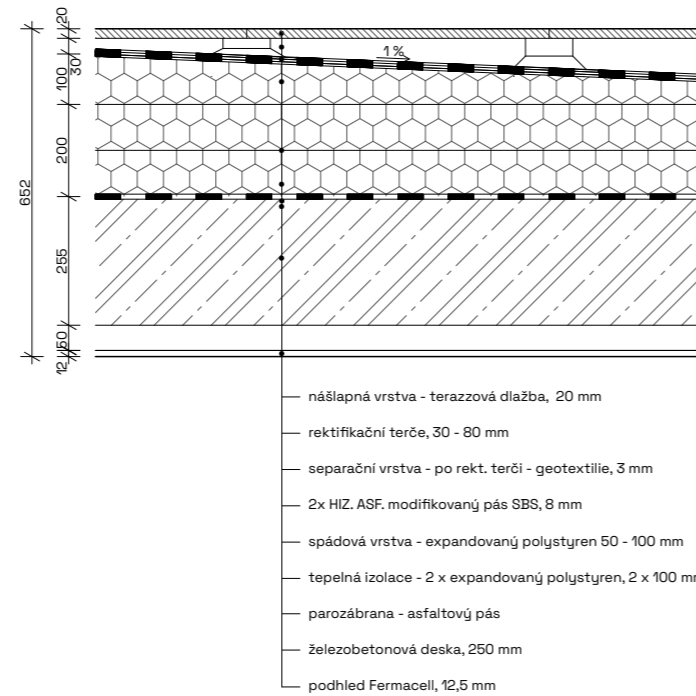 20
30
100
1%
200
652
255
50
12
nášlapná vrstva - terazzová dlažba, 20 mm
rektifikační terče, 30 - 80 mm
separační vrstva - po rekt. terči - geotextilie, 3 mm
2x HIZ. ASF. modifikovaný pás SBS, 8 mm
spádová vrstva - expandovaný polystyren 50 - 100 mm
tepelná izolace - 2 x expandovaný polystyren, 2 x 100 mm
parozábrana - asfaltový pás
železobetonová deska, 250 mm
podhled Fermacell, 12,5 mm